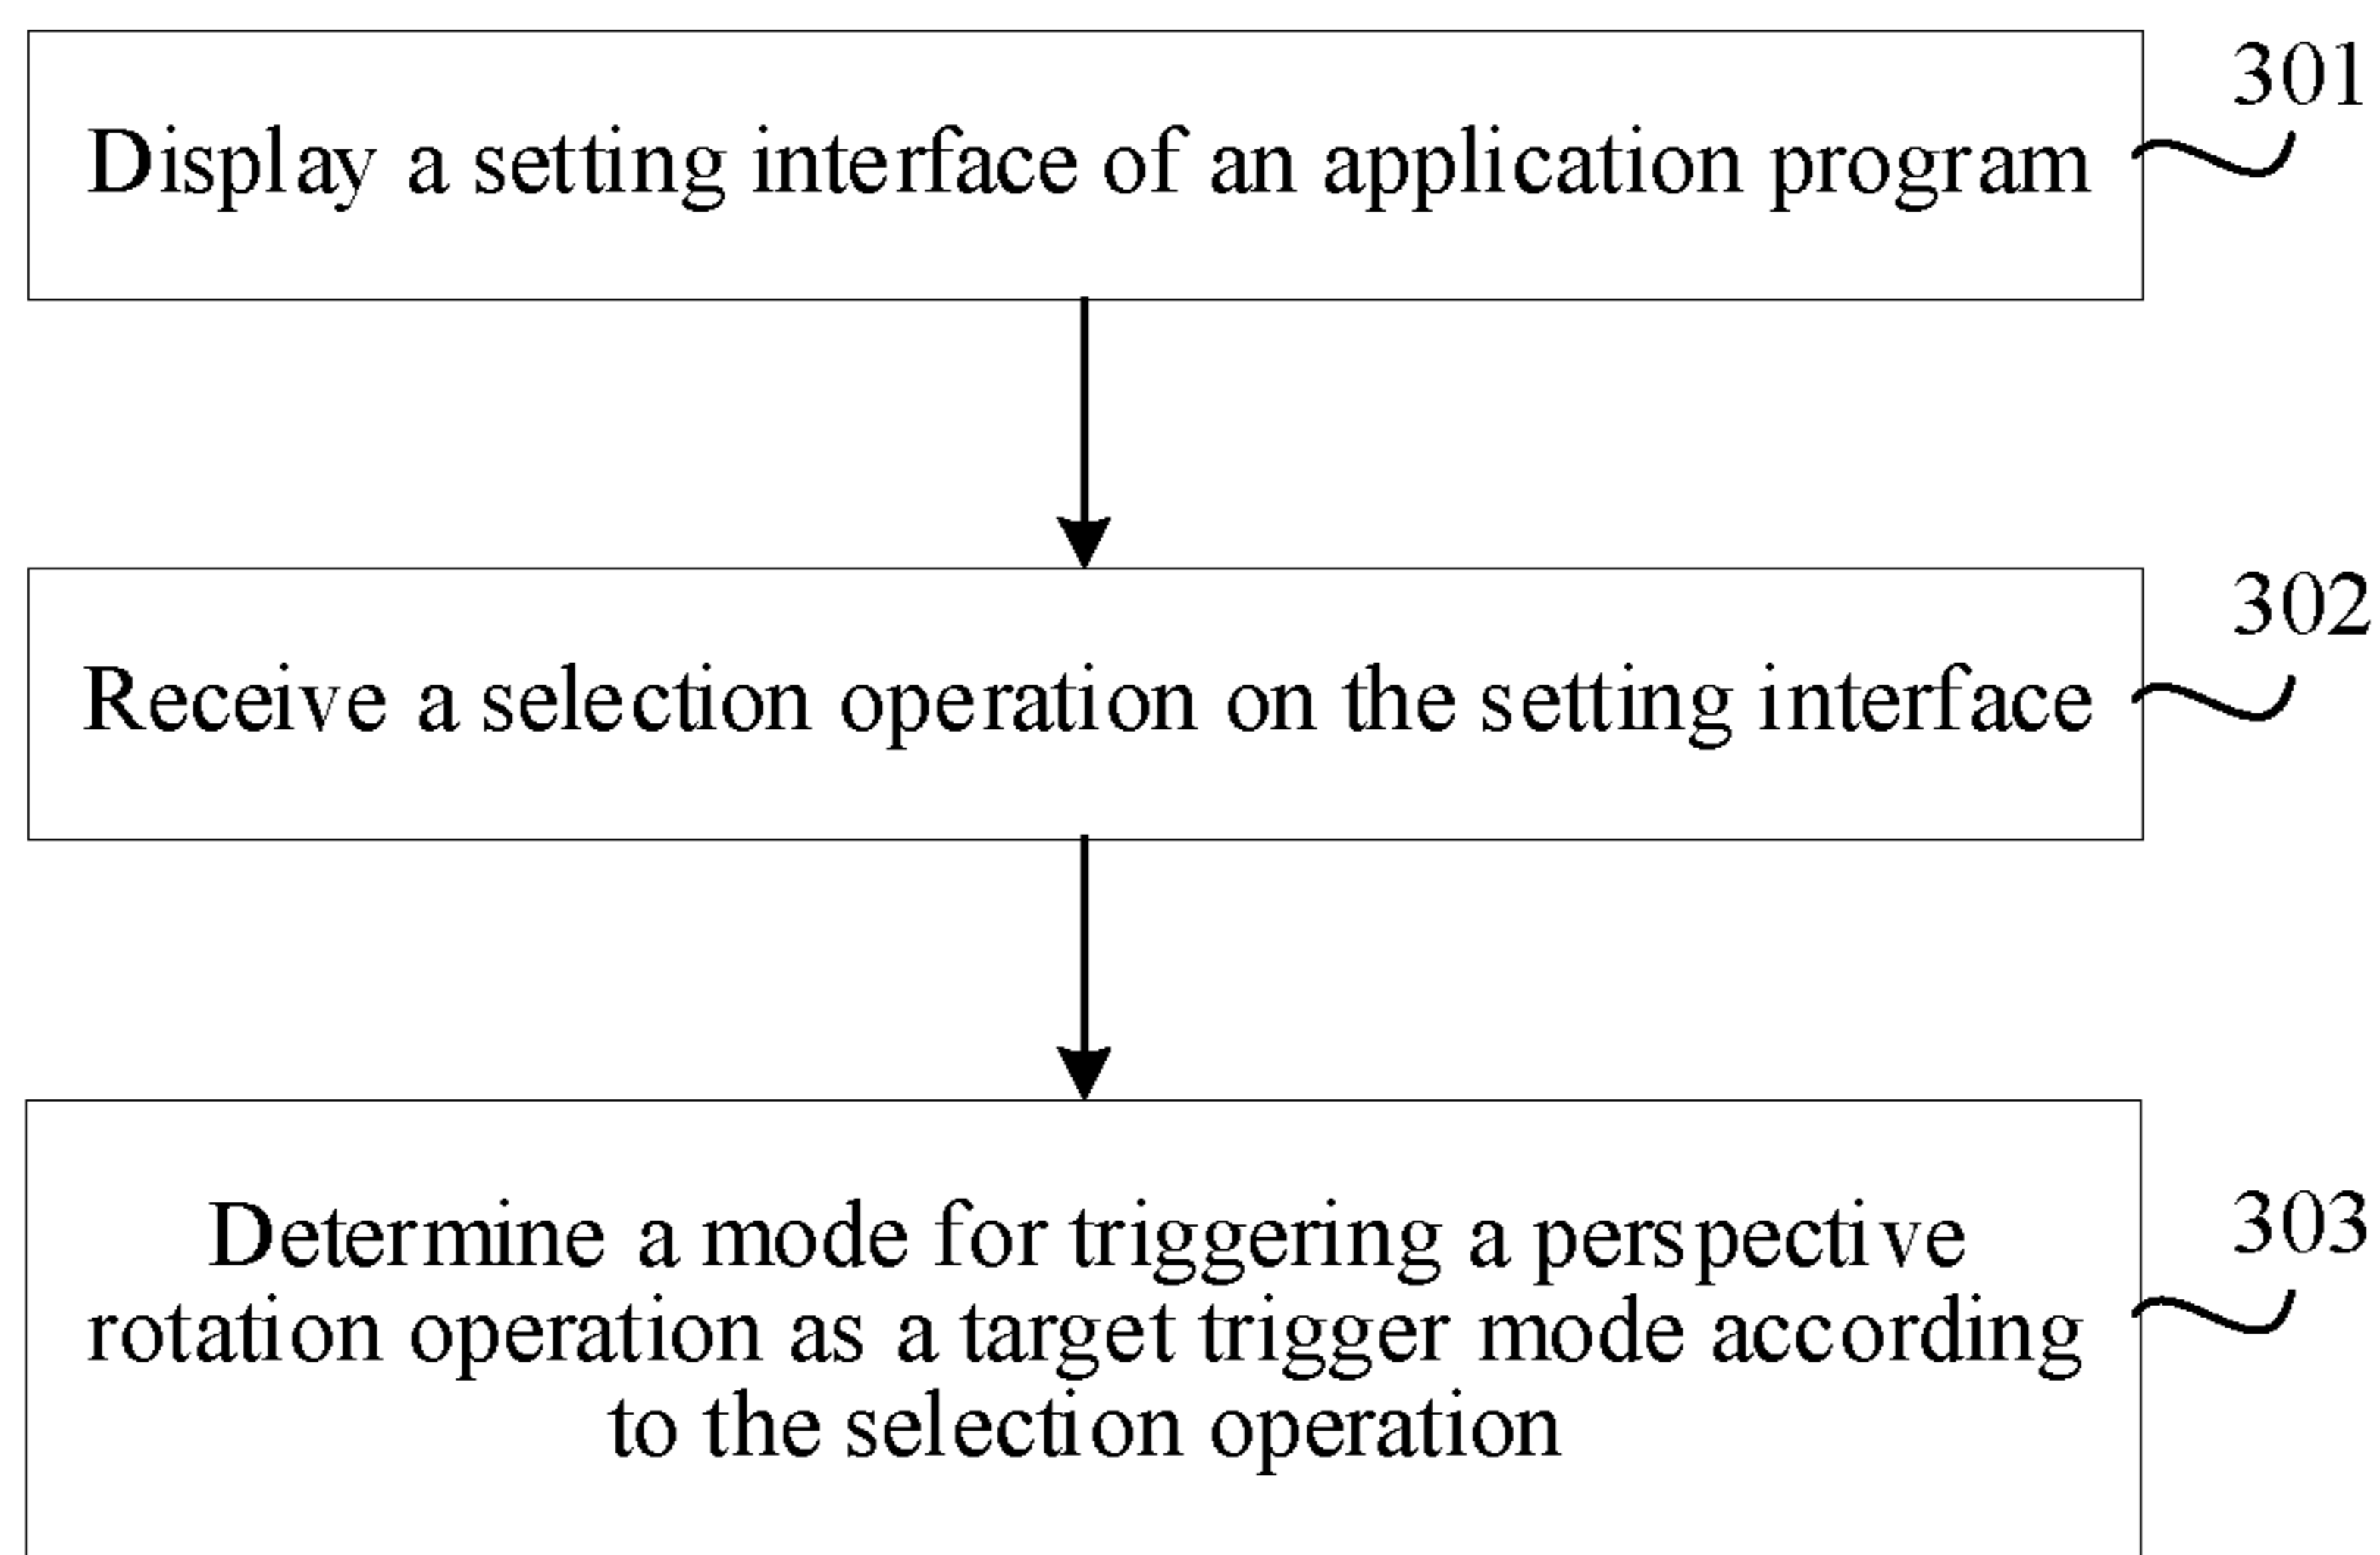 301
Display a setting interface of an application program
302
Receive a selection operation on the setting interface
303
Determine a mode for triggering a perspective
rotation operation as a target trigger mode according
to the selection operation